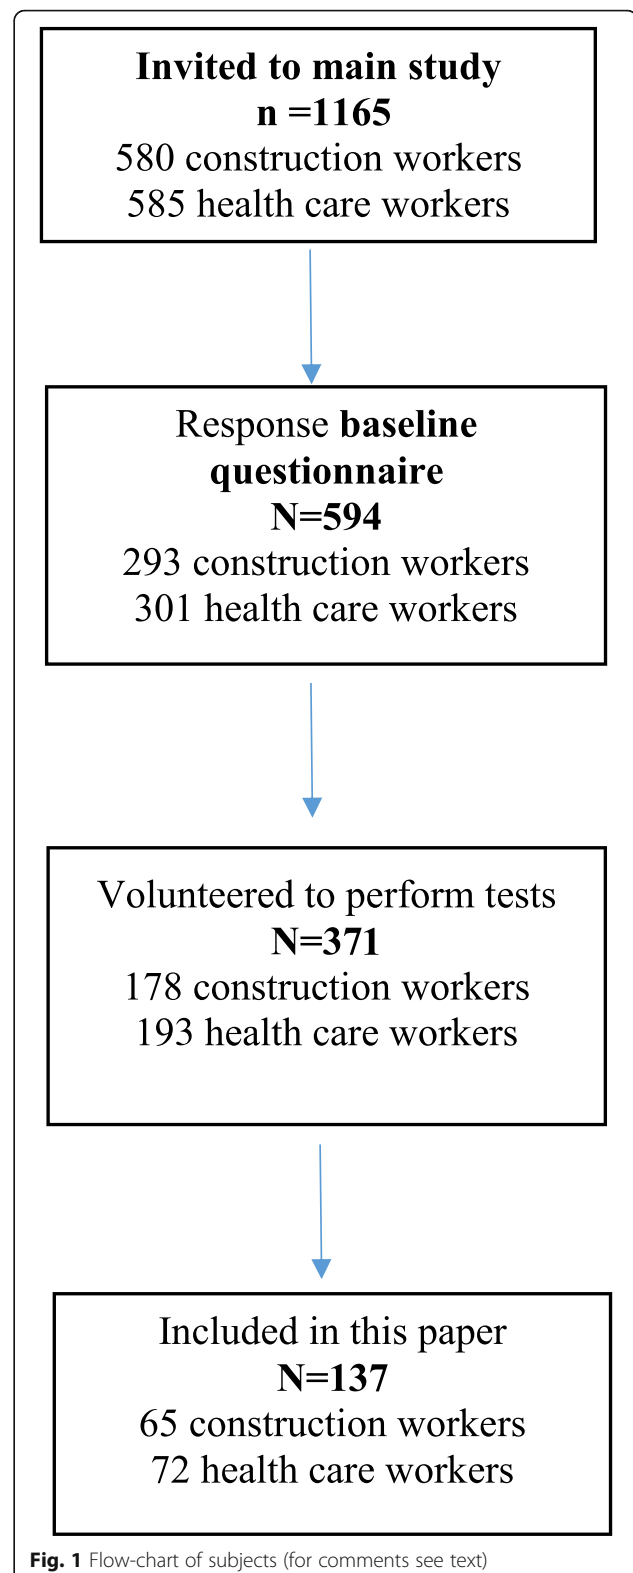 Invited to main study
n =1165
580 construction workers
585 health care workers
Response baseline
questionnaire
N=594
293 construction workers
301 health care workers
Volunteered to perform tests
N=371
178 construction workers
193 health care workers
Included in this paper
N=137
65 construction workers
72 health care workers
Fig. 1 Flow-chart of subjects (for comments see text)